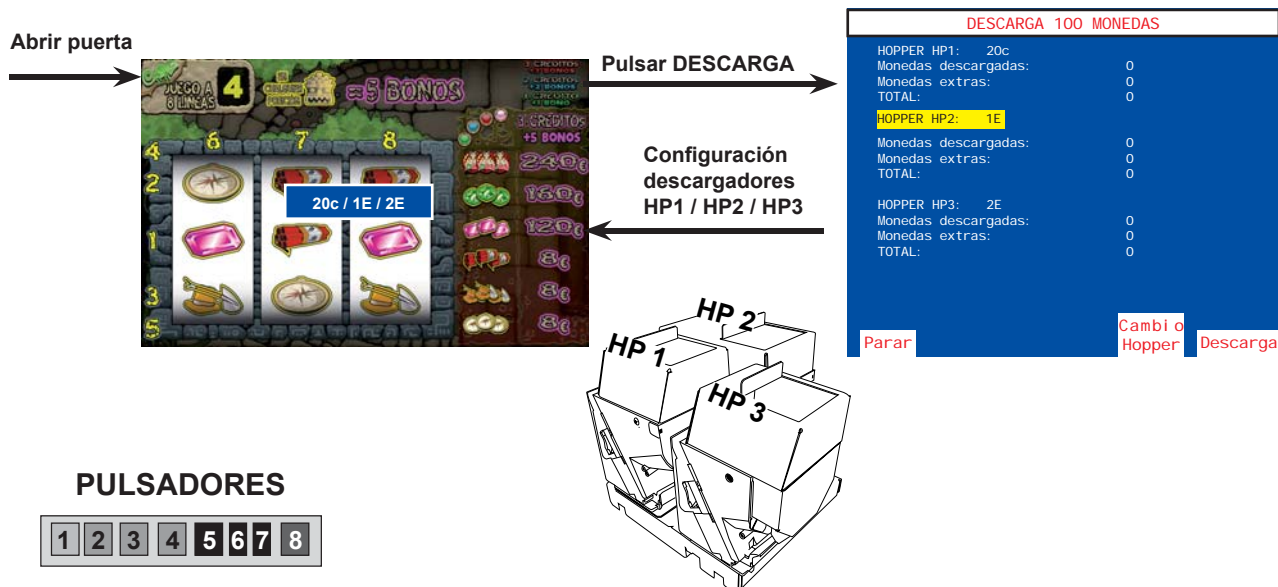 Abrir puerta
JUEGO A
8 LINEAS
4
=5 BONOS
3 CREDITOS
+5 BONOS
6 7 8
4
2
1
3
5
240€
160€
120€
8€
8€
8€
20c / 1E / 2E
Pulsar DESCARGA
Configuración
descargadores
HP1 / HP2 / HP3
DESCARGA 100 MONEDAS
HOPPER HP1: 20c
Monedas descargadas: 0
Monedas extras: 0
TOTAL: 0
HOPPER HP2: 1E
Monedas descargadas: 0
Monedas extras: 0
TOTAL: 0
HOPPER HP3: 2E
Monedas descargadas: 0
Monedas extras: 0
TOTAL: 0
Parar
Cambio
Hopper
Descarga
HP 1
HP 2
HP 3
PULSADORES
1 2 3 4 5 6 7 8